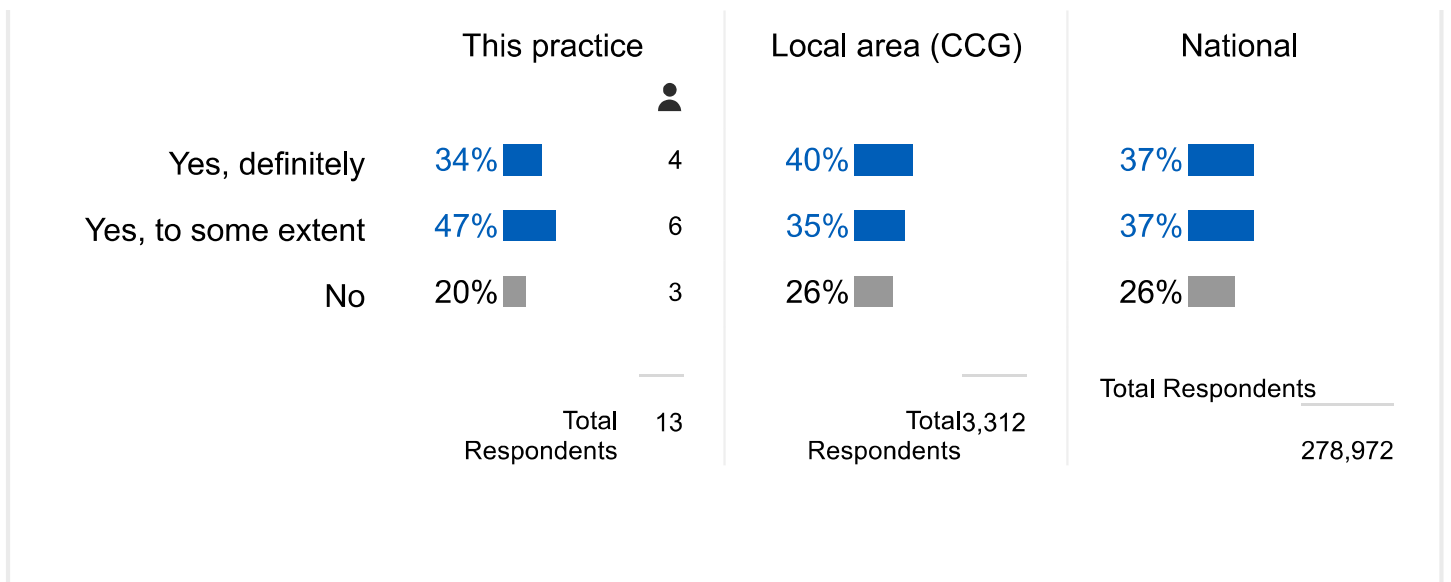 This practice Local area (CCG) National
Yes, definitely 34% 4 40% 37%
Yes, to some extent 47% 6 35% 37%
No 20% 3 26% 26%
Total Respondents
Total 13 Total 3,312
Respondents Respondents 278,972